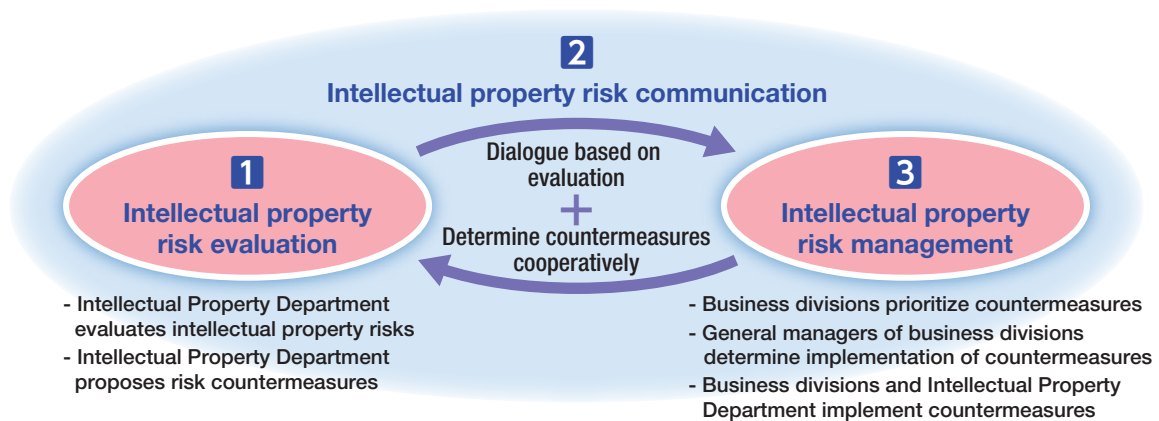 2
Intellectual property risk communication
1
Intellectual property
risk evaluation
Dialogue based on
evaluation
+
Determine countermeasures
cooperatively
3
Intellectual property
risk management
- Intellectual Property Department
evaluates intellectual property risks
- Intellectual Property Department
proposes risk countermeasures
- Business divisions prioritize countermeasures
- General managers of business divisions
determine implementation of countermeasures
- Business divisions and Intellectual Property
Department implement countermeasures